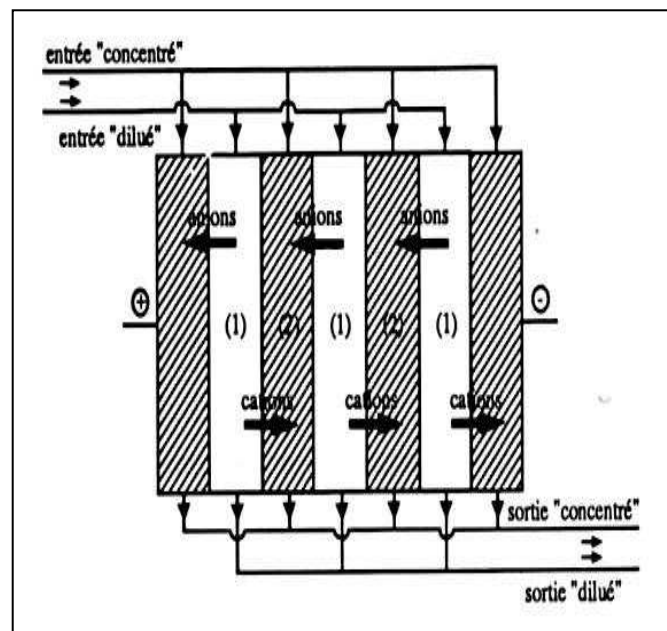 entrée "concentré"
entrée "dilué"
anions anions anions
+ -
(1) (2) (1) (2) (1)
cations cations cations
sortie "concentré"
sortie "dilué"